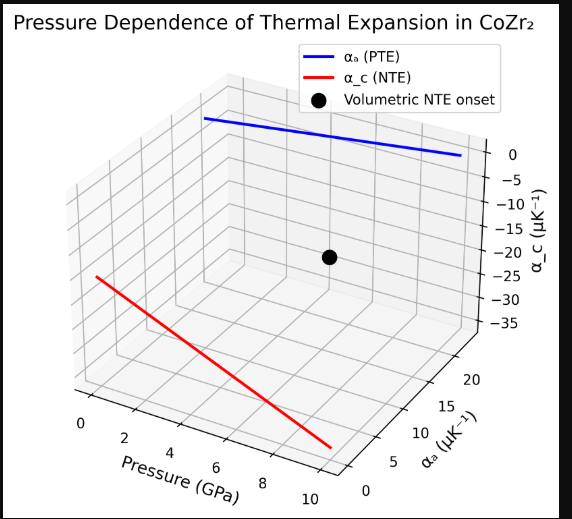 Pressure Dependence of Thermal Expansion in CoZr₂
αₐ (PTE)
α_c (NTE)
Volumetric NTE onset
0
−5
−10
−15
−20
−25
−30
−35
α_c (μK⁻¹)
20
15
10
5
0
αₐ (μK⁻¹)
0
2
4
6
8
10
Pressure (GPa)